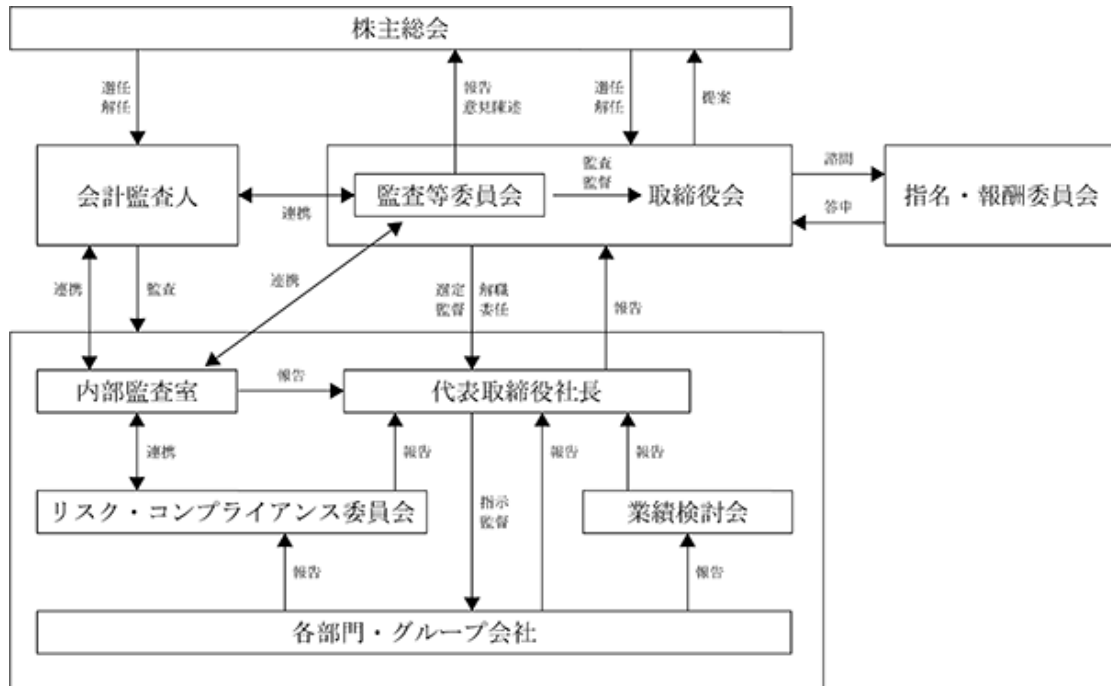 株主総会
選任
解任
報告
意見陳述
選任
解任
提案
会計監査人
連携
監査等委員会
監査
監督
取締役会
諮問
答申
指名・報酬委員会
連携
監査
連携
選定
監督
解職
委任
報告
内部監査室
報告
代表取締役社長
連携
報告
報告
報告
リスク・コンプライアンス委員会
指示
監督
業績検討会
報告
報告
各部門・グループ会社